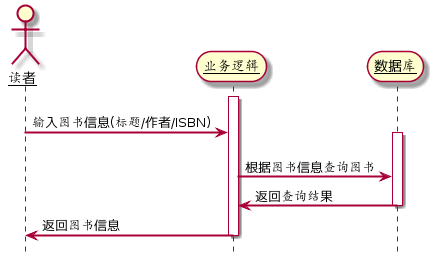 读者
业务逻辑
数据库
输入图书信息(标题/作者/ISBN)
根据图书信息查询图书
返回查询结果
返回图书信息